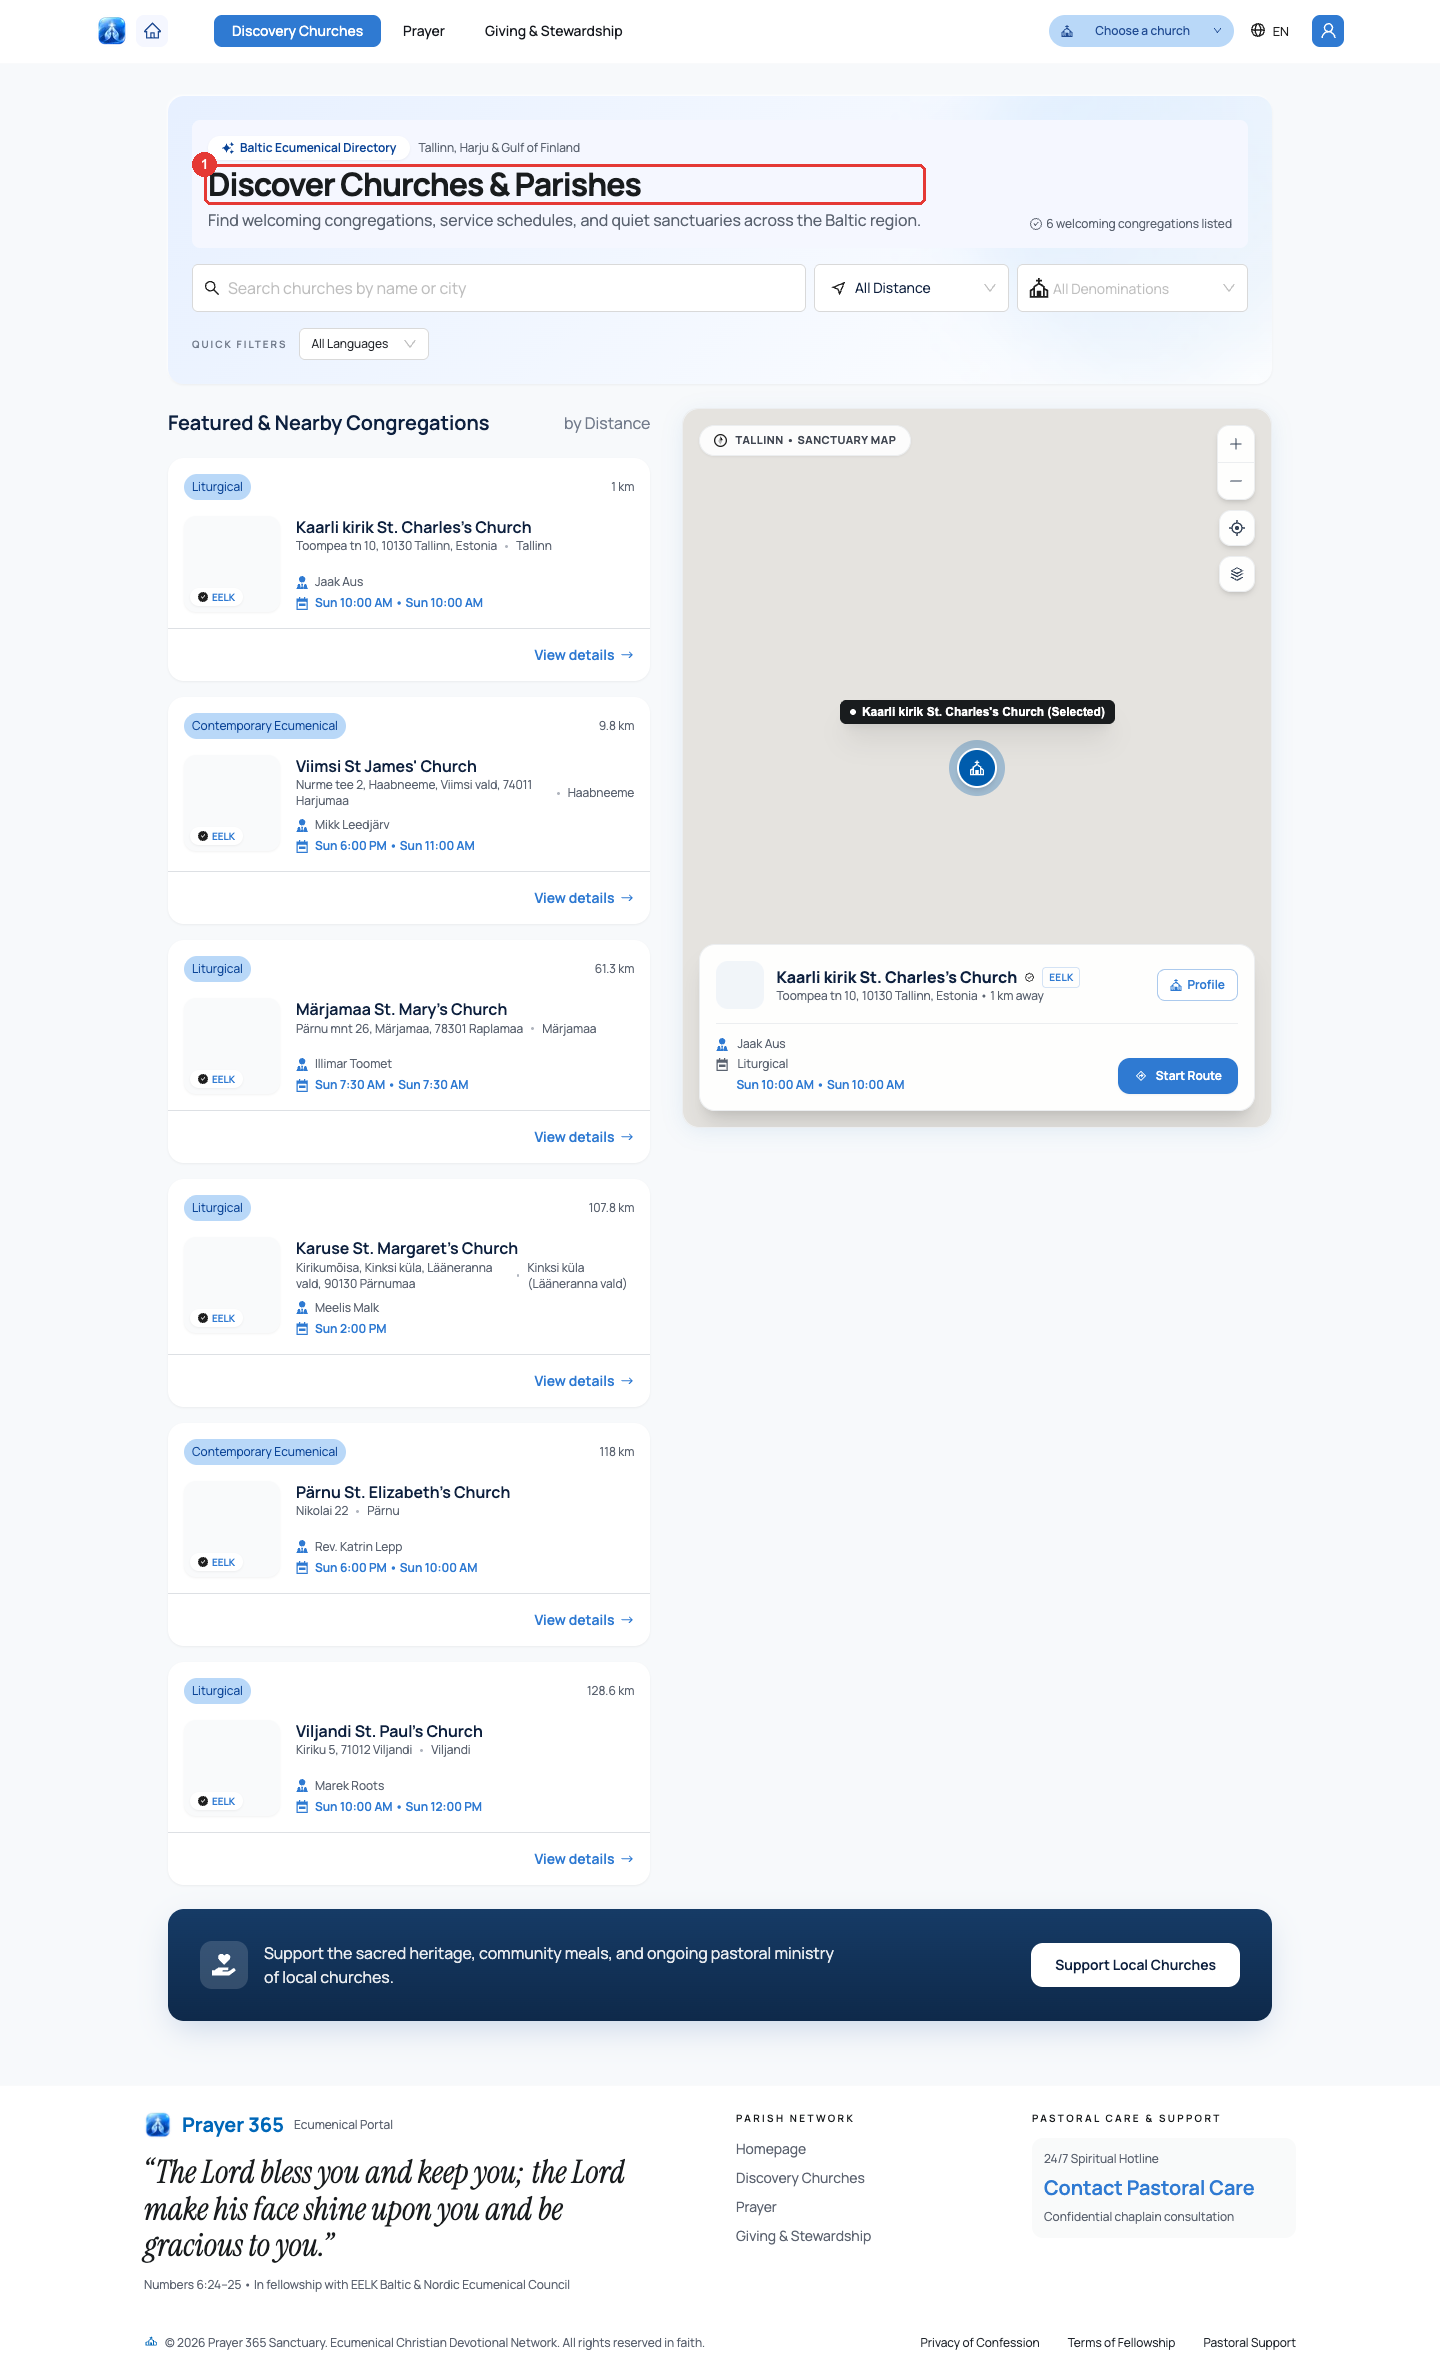 Discovery Churches
Prayer
Giving & Stewardship
Choose a church
EN
Baltic Ecumenical Directory
Tallinn, Harju & Gulf of Finland
1
Discover Churches & Parishes
Find welcoming congregations, service schedules, and quiet sanctuaries across the Baltic region.
6 welcoming congregations listed
Search churches by name or city
All Distance
All Denominations
QUICK FILTERS
All Languages
Featured & Nearby Congregations
by Distance
Liturgical
1 km
Kaarli kirik St. Charles's Church
Toompea tn 10, 10130 Tallinn, Estonia • Tallinn
Jaak Aus
EELK
Sun 10:00 AM • Sun 10:00 AM
View details →
Contemporary Ecumenical
9.8 km
Viimsi St James' Church
Nurme tee 2, Haabneeme, Viimsi vald, 74011
Harjumaa
• Haabneeme
Mikk Leedjärv
EELK
Sun 6:00 PM • Sun 11:00 AM
View details →
Liturgical
61.3 km
Märjamaa St. Mary's Church
Pärnu mnt 26, Märjamaa, 78301 Raplamaa • Märjamaa
Illimar Toomet
EELK
Sun 7:30 AM • Sun 7:30 AM
View details →
Liturgical
107.8 km
Karuse St. Margaret's Church
Kirikumõisa, Kinksi küla, Lääneranna
vald, 90130 Pärnumaa
• Kinksi küla
(Lääneranna vald)
Meelis Malk
EELK
Sun 2:00 PM
View details →
Contemporary Ecumenical
118 km
Pärnu St. Elizabeth's Church
Nikolai 22 • Pärnu
Rev. Katrin Lepp
EELK
Sun 6:00 PM • Sun 10:00 AM
View details →
Liturgical
128.6 km
Viljandi St. Paul's Church
Kiriku 5, 71012 Viljandi • Viljandi
Marek Roots
EELK
Sun 10:00 AM • Sun 12:00 PM
View details →
TALLINN • SANCTUARY MAP
Kaarli kirik St. Charles's Church (Selected)
Kaarli kirik St. Charles's Church
EELK
Toompea tn 10, 10130 Tallinn, Estonia • 1 km away
Profile
Jaak Aus
Liturgical
Sun 10:00 AM • Sun 10:00 AM
Start Route
Support the sacred heritage, community meals, and ongoing pastoral ministry
of local churches.
Support Local Churches
Prayer 365
Ecumenical Portal
“The Lord bless you and keep you; the Lord
make his face shine upon you and be
gracious to you.”
Numbers 6:24–25 • In fellowship with EELK Baltic & Nordic Ecumenical Council
PARISH NETWORK
Homepage
Discovery Churches
Prayer
Giving & Stewardship
PASTORAL CARE & SUPPORT
24/7 Spiritual Hotline
Contact Pastoral Care
Confidential chaplain consultation
© 2026 Prayer 365 Sanctuary. Ecumenical Christian Devotional Network. All rights reserved in faith.
Privacy of Confession
Terms of Fellowship
Pastoral Support